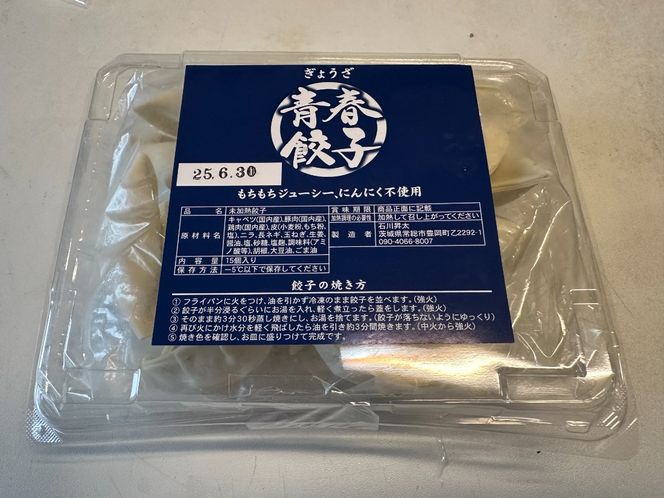 ぎょうざ
青春
餃子
25.6.30
もちもちジューシー、にんにく不使用
品名 未加熱餃子
原材料名 キャベツ(国内産)、豚肉(国内産)、
鶏肉(国内産)、皮(小麦粉、もち粉、
塩)、ニラ、長ネギ、玉ねぎ、生姜、
醤油、塩、砂糖、塩麹、調味料(アミ
ノ酸等)、胡椒、大豆油、ごま油
内容量 15個入り
保存方法 −5℃以下で保存してください
賞味期限 商品正面に記載
加熱調理の必要性 加熱して召し上がってください
製造者 石川昇太
茨城県常総市豊岡町乙2292-1
090-4066-8007
餃子の焼き方
① フライパンに火をつけ、油を引かず冷凍のまま餃子を並べます。(強火)
② 餃子が半分浸るぐらいにお湯を入れ、軽く煮立ったら蓋をします。(強火)
③ そのまま約3分30秒蒸し焼きにし、お湯を捨てます。(餃子が落ちないようにゆっくり)
④ 再び火にかけ水分を軽く飛ばしたら油を引き約3分間焼きます。(中火から強火)
⑤ 焼き色を確認し、お皿に盛りつけて完成です。